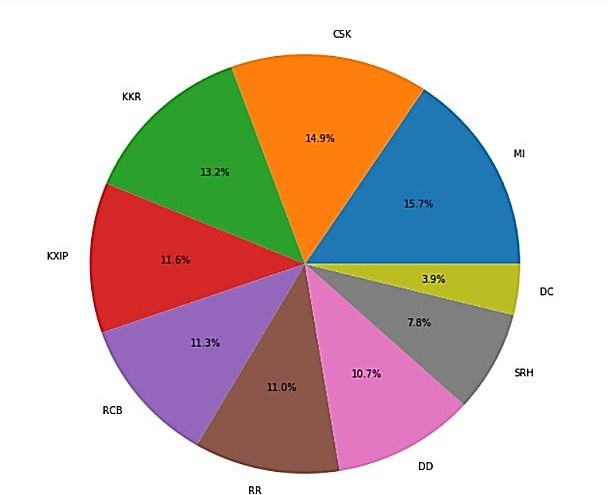 CSK
KKR
MI
14.9%
13.2%
15.7%
KXIP
11.6%
3.9%
DC
7.8%
11.3%
10.7%
SRH
11.0%
RCB
DD
RR